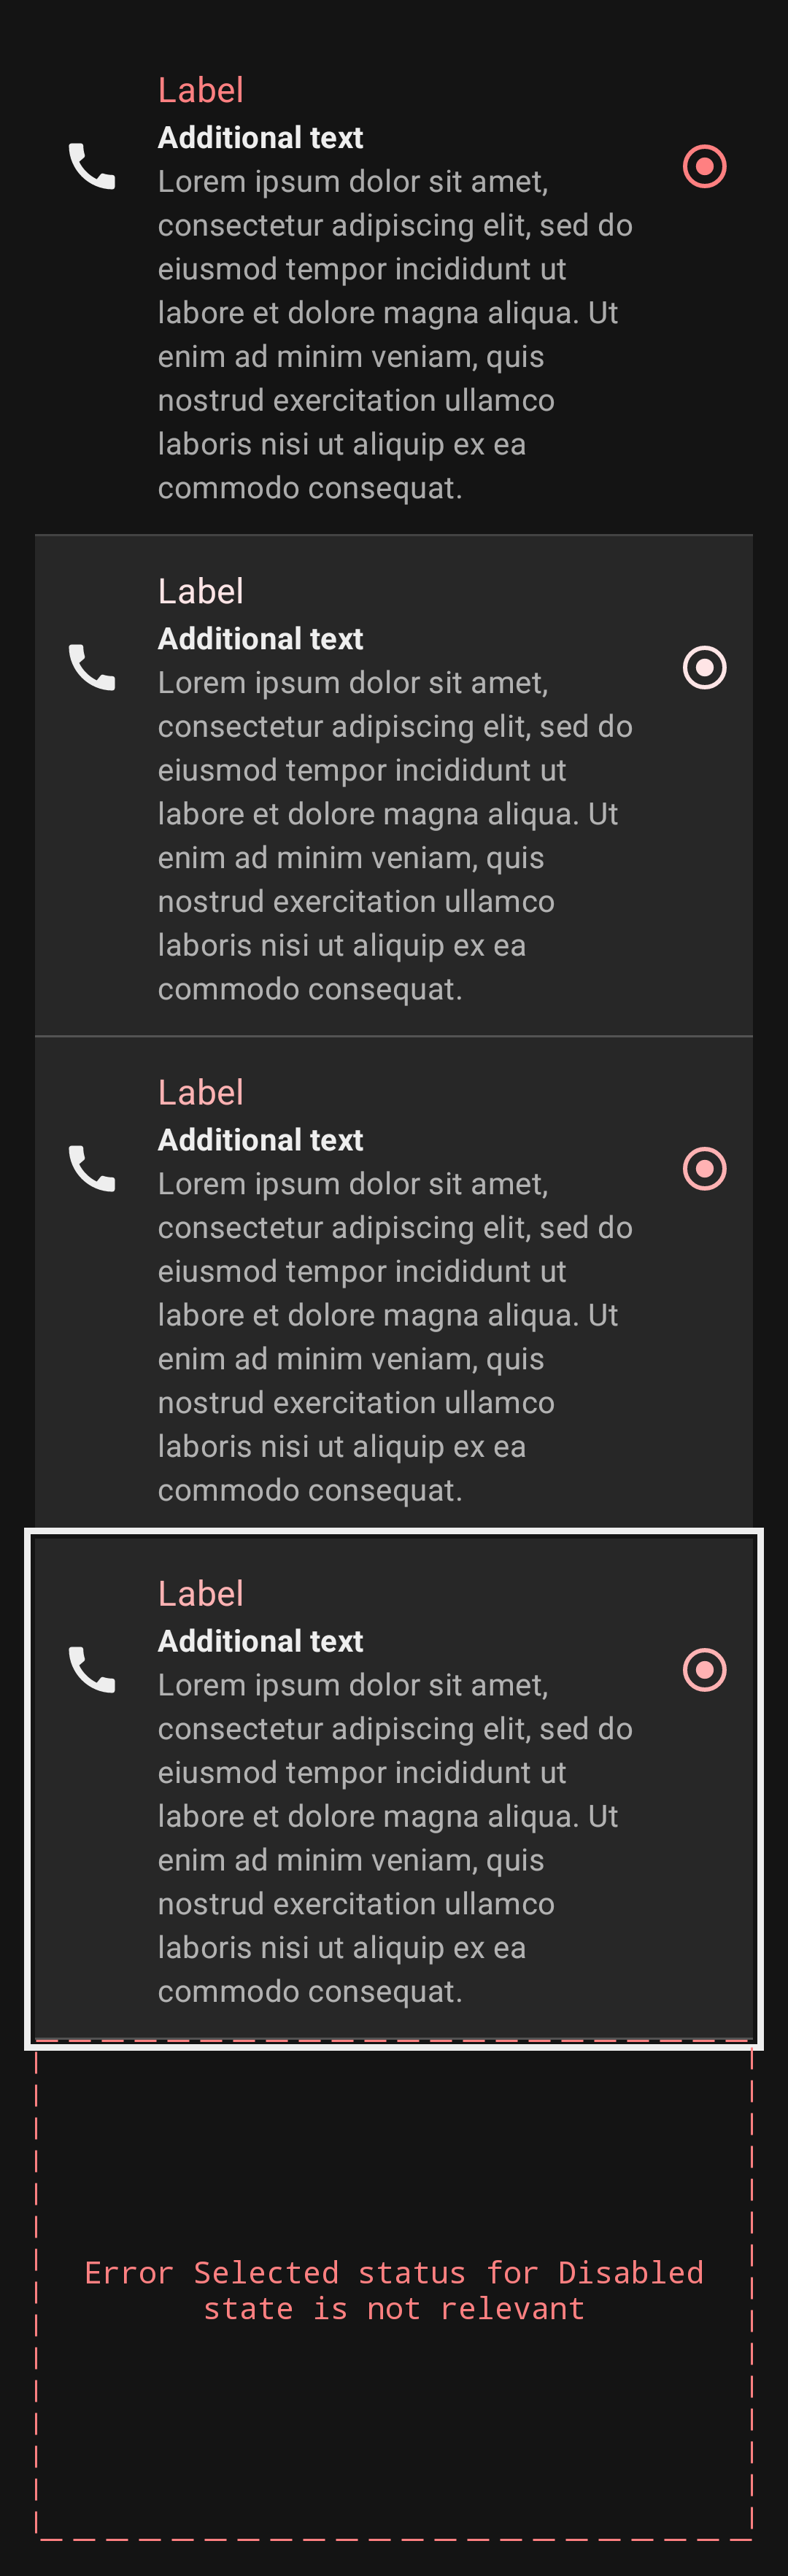 Label
Additional text
Lorem ipsum dolor sit amet,
consectetur adipiscing elit, sed do
eiusmod tempor incididunt ut
labore et dolore magna aliqua. Ut
enim ad minim veniam, quis
nostrud exercitation ullamco
laboris nisi ut aliquip ex ea
commodo consequat.
Label
Additional text
Lorem ipsum dolor sit amet,
consectetur adipiscing elit, sed do
eiusmod tempor incididunt ut
labore et dolore magna aliqua. Ut
enim ad minim veniam, quis
nostrud exercitation ullamco
laboris nisi ut aliquip ex ea
commodo consequat.
Label
Additional text
Lorem ipsum dolor sit amet,
consectetur adipiscing elit, sed do
eiusmod tempor incididunt ut
labore et dolore magna aliqua. Ut
enim ad minim veniam, quis
nostrud exercitation ullamco
laboris nisi ut aliquip ex ea
commodo consequat.
Label
Additional text
Lorem ipsum dolor sit amet,
consectetur adipiscing elit, sed do
eiusmod tempor incididunt ut
labore et dolore magna aliqua. Ut
enim ad minim veniam, quis
nostrud exercitation ullamco
laboris nisi ut aliquip ex ea
commodo consequat.
Error Selected status for Disabled
state is not relevant